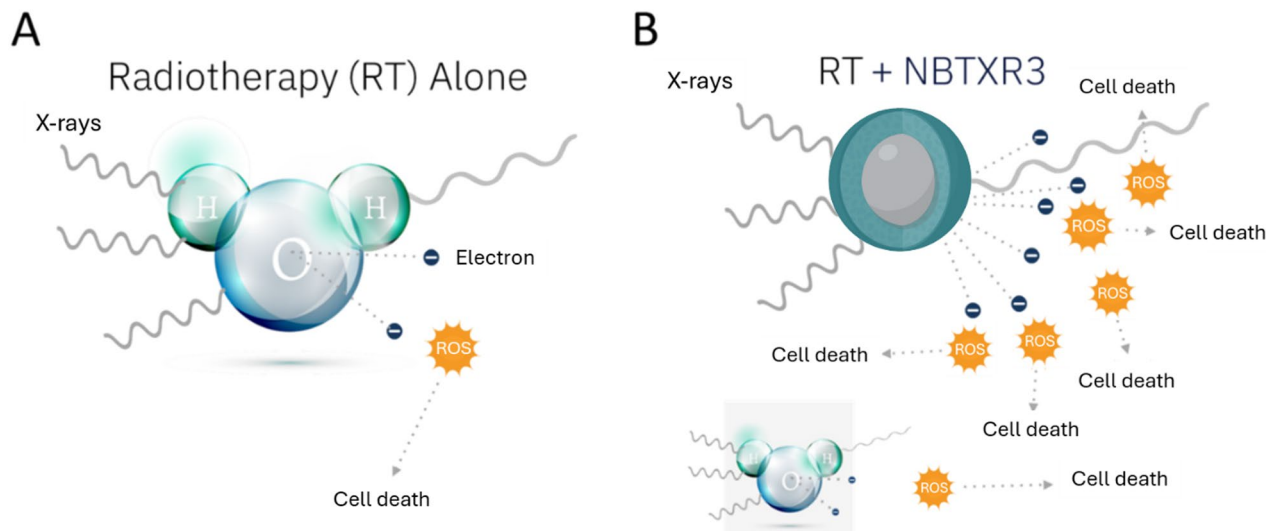 A
Radiotherapy (RT) Alone
X-rays
H
H
O
Electron
ROS
Cell death
B
RT + NBTXR3
X-rays
Cell death
ROS
ROS
Cell death
ROS
Cell death
ROS
Cell death
ROS
Cell death
H
H
O
ROS
Cell death